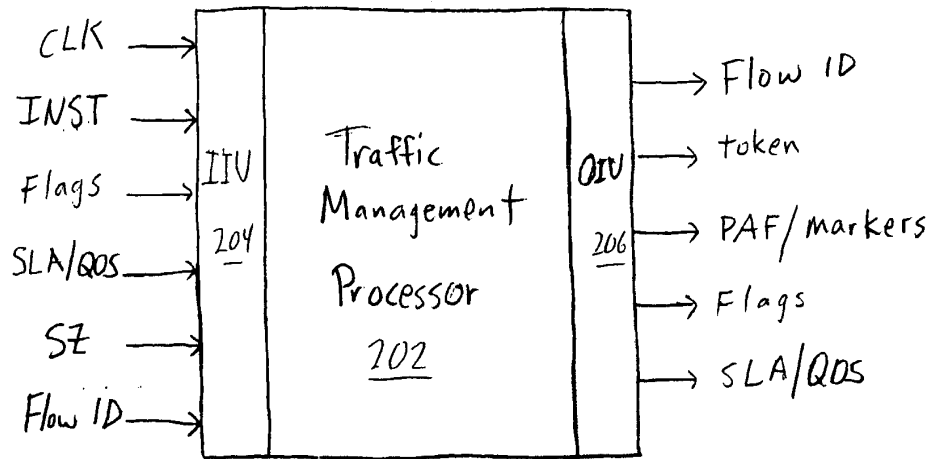 CLK
INST
Flags
SLA/QOS
SZ
Flow ID
IIU
204
Traffic
Management
Processor
202
OIU
206
Flow ID
token
PAF/markers
Flags
SLA/QOS